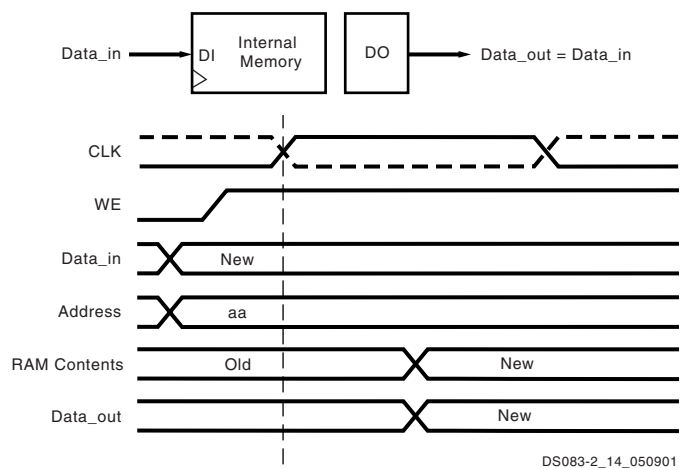 Data_in DI Internal Memory DO Data_out = Data_in
CLK
WE
Data_in New
Address aa
RAM Contents Old New
Data_out New
DS083-2_14_050901